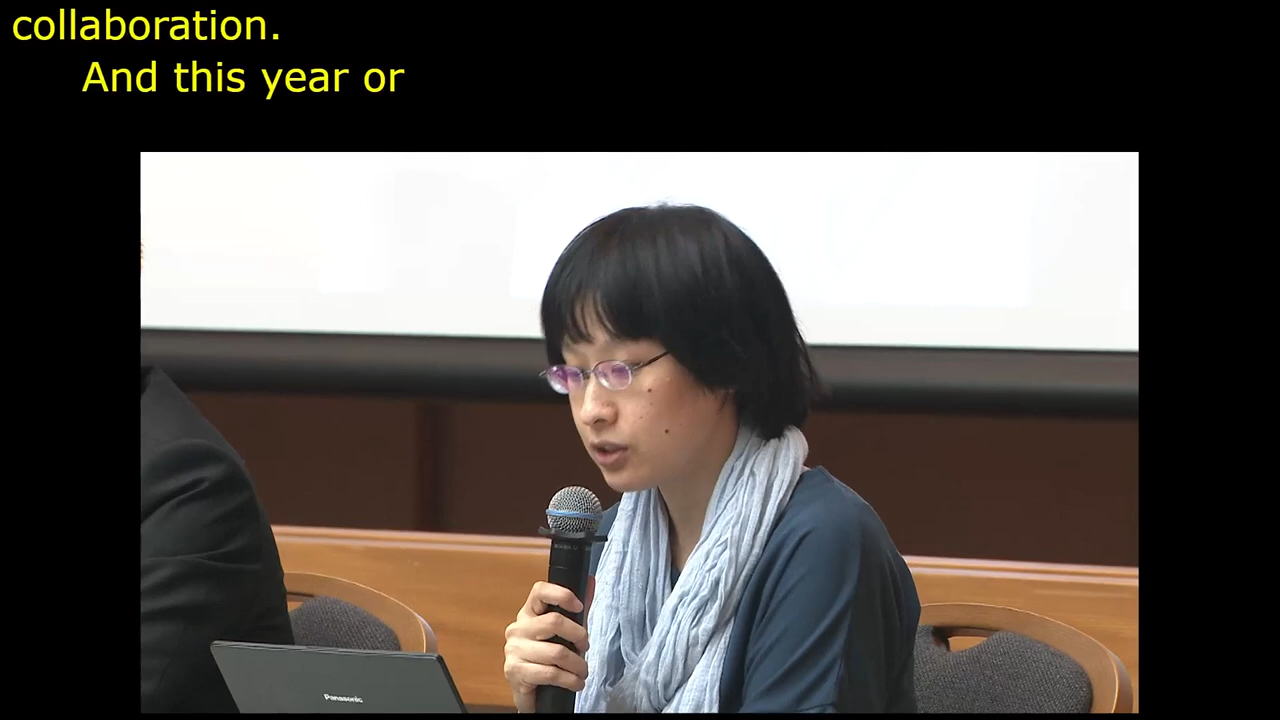 collaboration.
And this year or
Panasonic